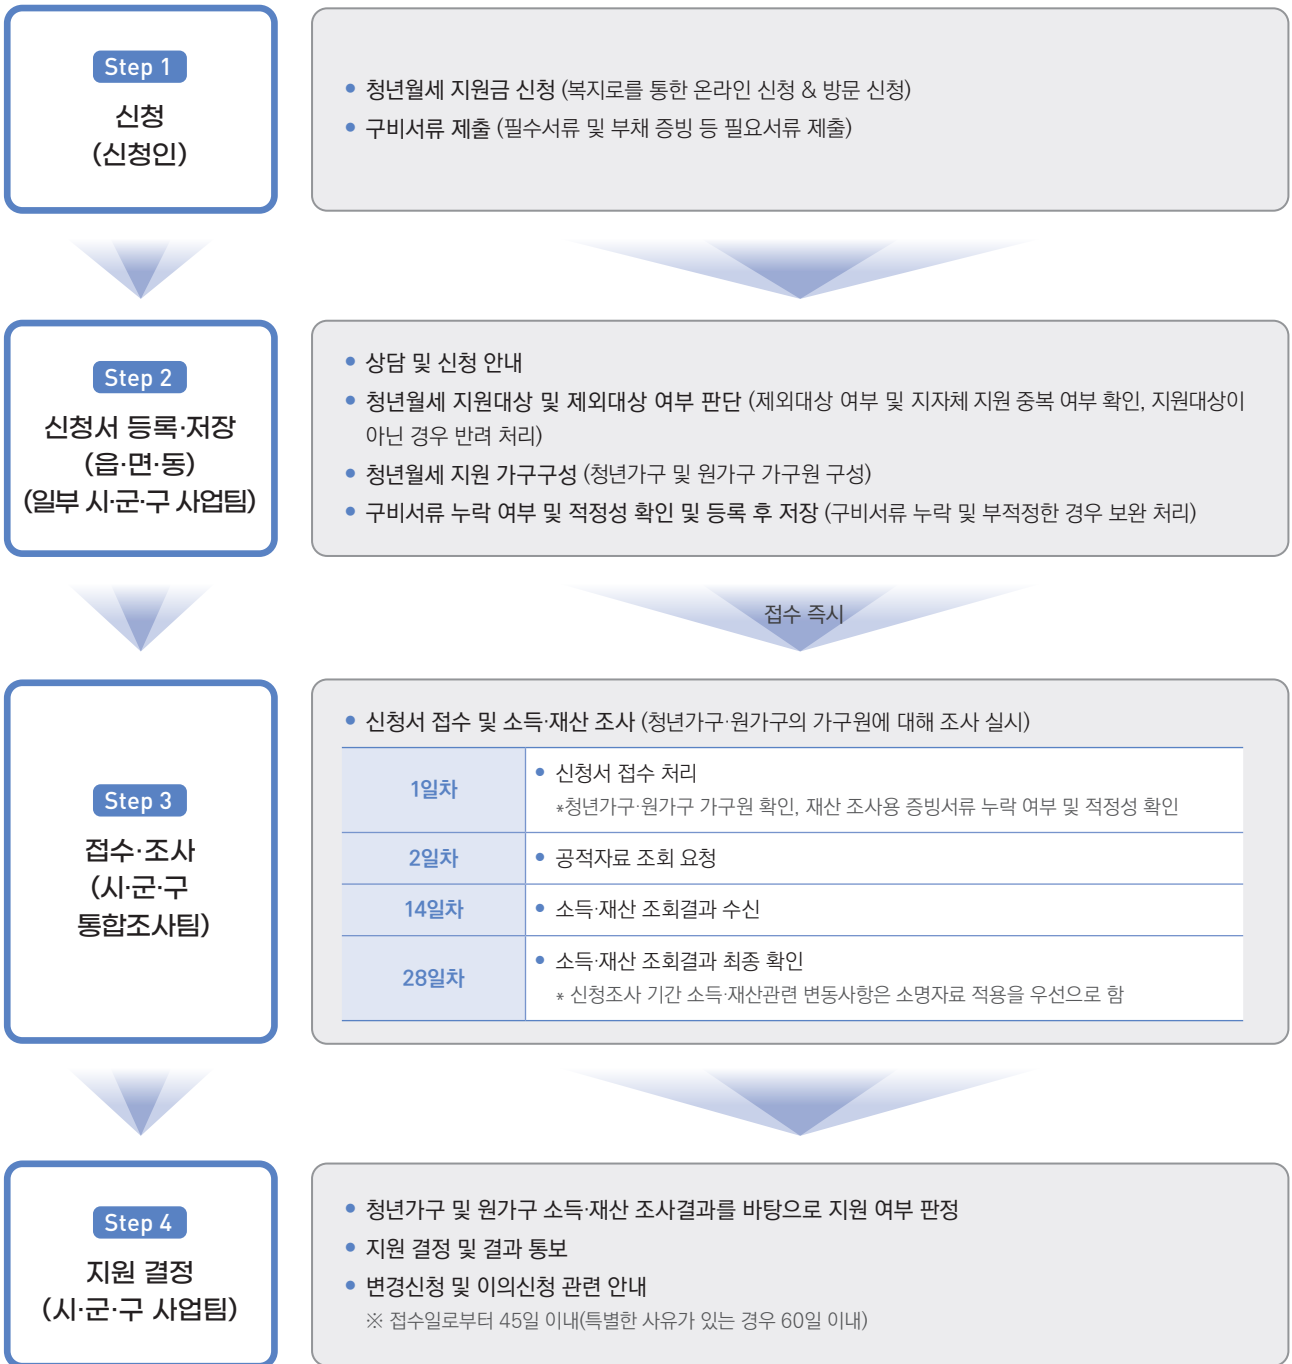 Step 1
신청
(신청인)
• 청년월세 지원금 신청 (복지로를 통한 온라인 신청 & 방문 신청)
• 구비서류 제출 (필수서류 및 부채 증빙 등 필요서류 제출)
Step 2
신청서 등록·저장
(읍·면·동)
(일부 시·군·구 사업팀)
• 상담 및 신청 안내
• 청년월세 지원대상 및 제외대상 여부 판단 (제외대상 여부 및 지자체 지원 중복 여부 확인, 지원대상이
아닌 경우 반려 처리)
• 청년월세 지원 가구구성 (청년가구 및 원가구 가구원 구성)
• 구비서류 누락 여부 및 적정성 확인 및 등록 후 저장 (구비서류 누락 및 부적정한 경우 보완 처리)
접수 즉시
Step 3
접수·조사
(시·군·구
통합조사팀)
• 신청서 접수 및 소득·재산 조사 (청년가구·원가구의 가구원에 대해 조사 실시)
1일차
• 신청서 접수 처리
*청년가구·원가구 가구원 확인, 재산 조사용 증빙서류 누락 여부 및 적정성 확인
2일차
• 공적자료 조회 요청
14일차
• 소득·재산 조회결과 수신
28일차
• 소득·재산 조회결과 최종 확인
* 신청조사 기간 소득·재산관련 변동사항은 소명자료 적용을 우선으로 함
Step 4
지원 결정
(시·군·구 사업팀)
• 청년가구 및 원가구 소득·재산 조사결과를 바탕으로 지원 여부 판정
• 지원 결정 및 결과 통보
• 변경신청 및 이의신청 관련 안내
※ 접수일로부터 45일 이내(특별한 사유가 있는 경우 60일 이내)